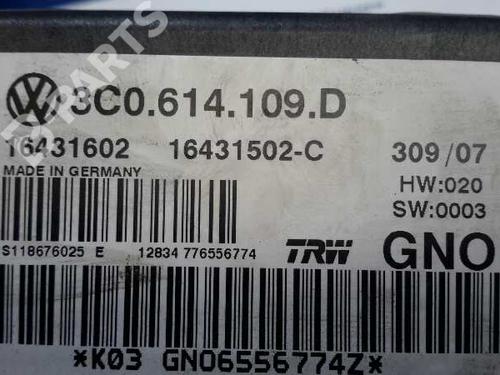 3C0.614.109.D
16431602 16431502-C 309/07
MADE IN GERMANY HW:020
SW:0003
S118676025 E 12834 776556774 TRW GNO
*K03 GNO6556774Z*
PARTS